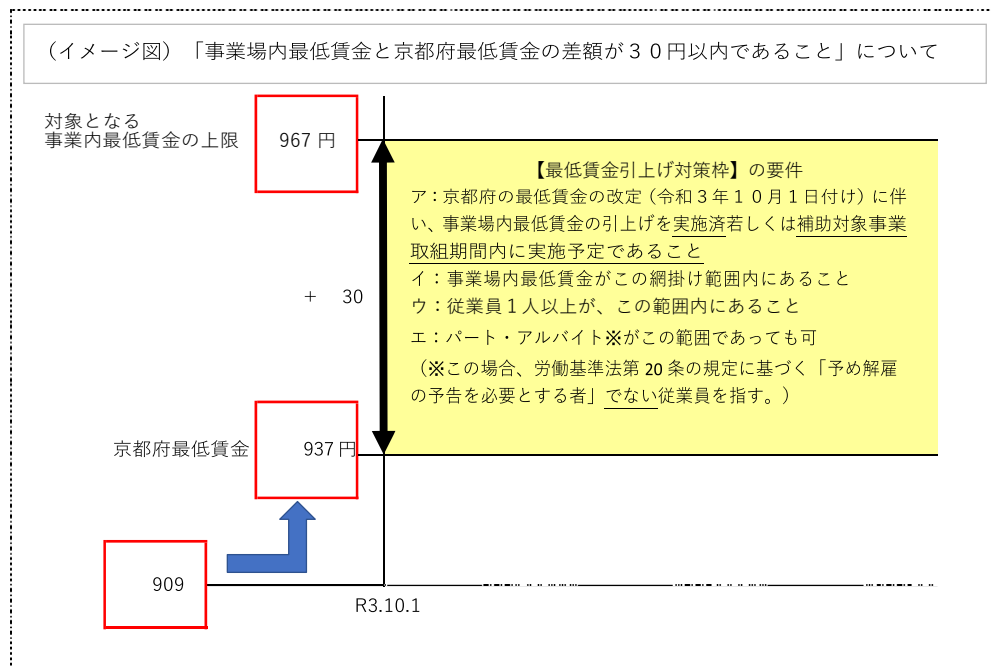 （イメージ図）「事業場内最低賃金と京都府最低賃金の差額が３０円以内であること」について
対象となる
事業内最低賃金の上限
967 円
【最低賃金引上げ対策枠】の要件
ア：京都府の最低賃金の改定（令和３年１０月１日付け）に伴
い、事業場内最低賃金の引上げを実施済若しくは補助対象事業
取組期間内に実施予定であること
イ：事業場内最低賃金がこの網掛け範囲内にあること
ウ：従業員１人以上が、この範囲内にあること
エ：パート・アルバイト※がこの範囲であっても可
（※この場合、労働基準法第 20 条の規定に基づく「予め解雇
の予告を必要とする者」でない従業員を指す。）
＋ 30
京都府最低賃金
937 円
909
R3.10.1